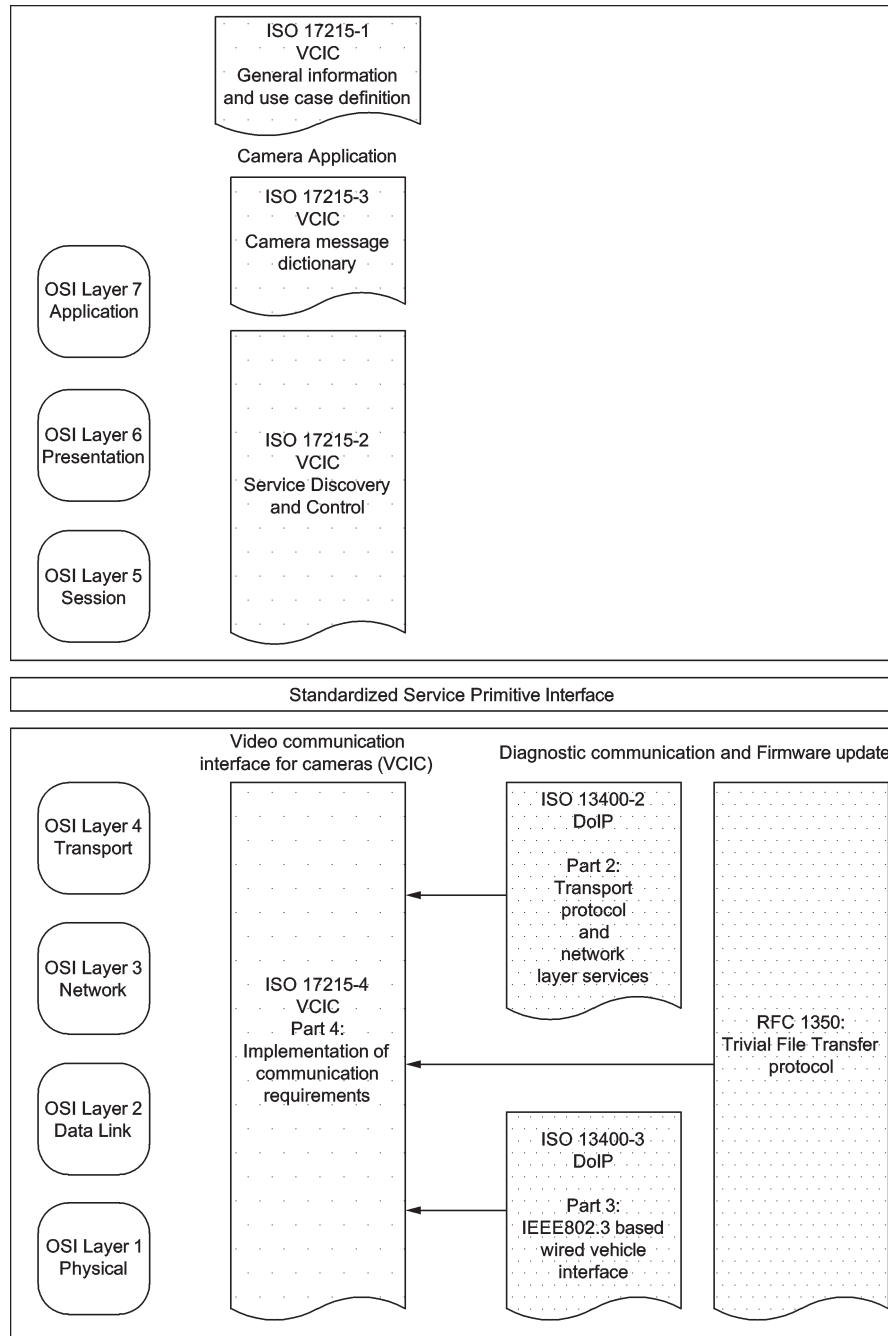 ISO 17215-1
VCIC
General information
and use case definition
Camera Application
ISO 17215-3
VCIC
Camera message
dictionary
OSI Layer 7
Application
OSI Layer 6
Presentation
ISO 17215-2
VCIC
Service Discovery
and Control
OSI Layer 5
Session
Standardized Service Primitive Interface
Video communication
interface for cameras (VCIC)
Diagnostic communication and Firmware update
OSI Layer 4
Transport
ISO 13400-2
DoIP
Part 2:
Transport
protocol
and
network
layer services
OSI Layer 3
Network
ISO 17215-4
VCIC
Part 4:
Implementation of
communication
requirements
RFC 1350:
Trivial File Transfer
protocol
OSI Layer 2
Data Link
ISO 13400-3
DoIP
Part 3:
IEEE802.3 based
wired vehicle
interface
OSI Layer 1
Physical